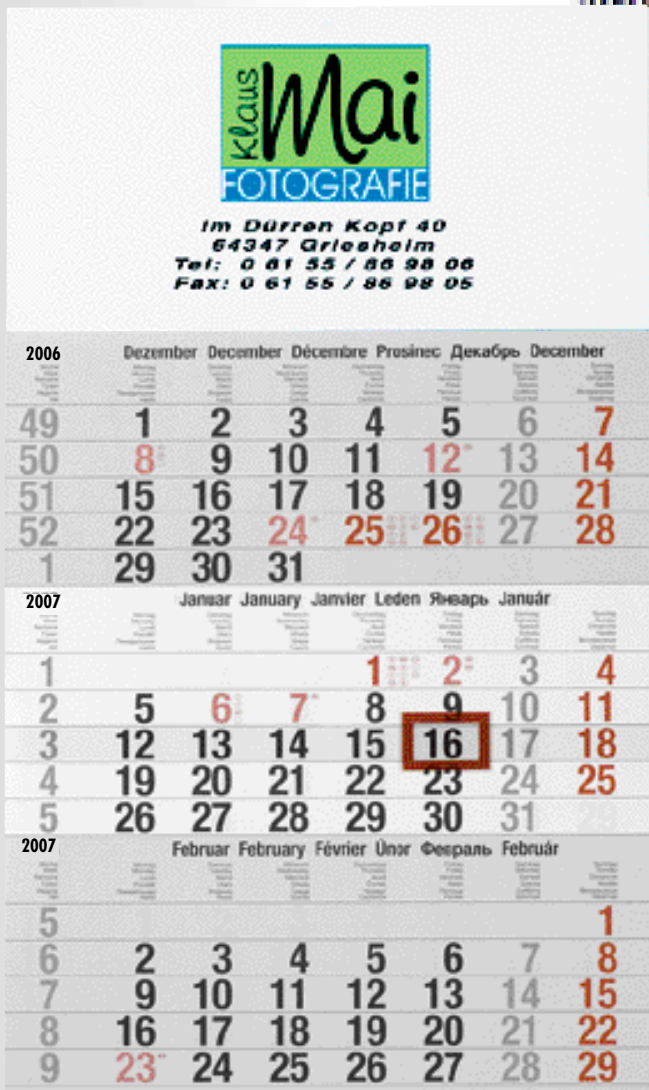 klaus
Mai
FOTOGRAFIE
Im Dürren Kopf 40
64347 Griesheim
Tel: 0 61 55 / 86 98 06
Fax: 0 61 55 / 86 98 05
2006 Dezember December Décembre Prosinec Декабрь December
49 1 2 3 4 5 6 7
50 8 9 10 11 12 13 14
51 15 16 17 18 19 20 21
52 22 23 24 25 26 27 28
1 29 30 31
2007 Januar January Janvier Leden Январь Január
1 1 2 3 4
2 5 6 7 8 9 10 11
3 12 13 14 15 16 17 18
4 19 20 21 22 23 24 25
5 26 27 28 29 30 31
2007 Februar February Février Únor Февраль Február
5 1
6 2 3 4 5 6 7 8
7 9 10 11 12 13 14 15
8 16 17 18 19 20 21 22
9 23 24 25 26 27 28 29